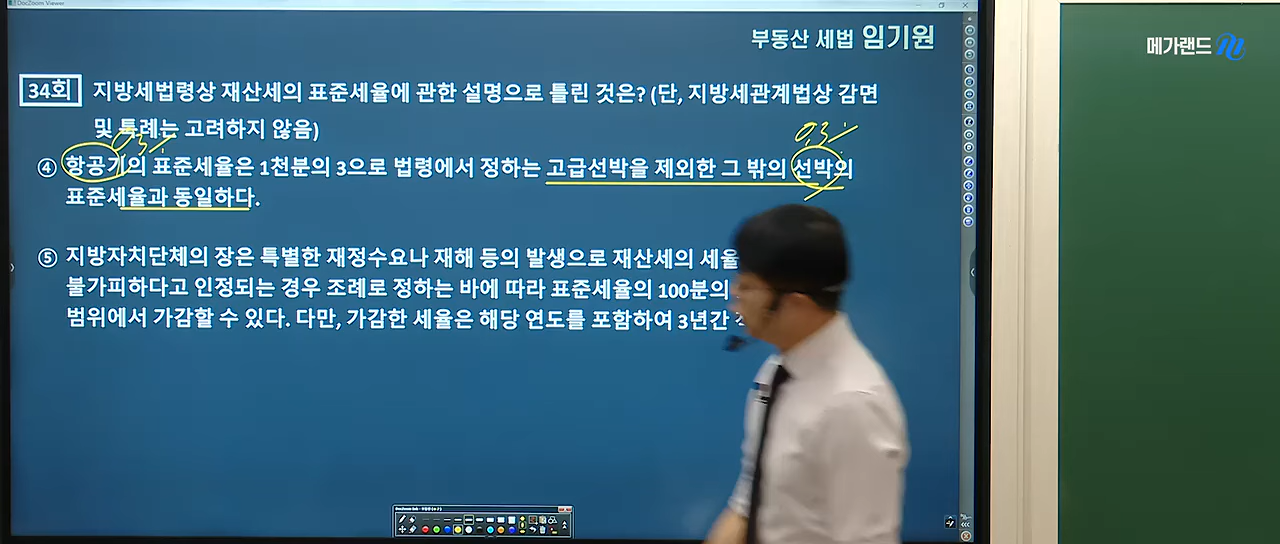 DocZoom Viewer
부동산 세법 임기원
메가랜드
34회 지방세법령상 재산세의 표준세율에 관한 설명으로 틀린 것은? (단, 지방세관계법상 감면
및 특례는 고려하지 않음)
0.3% 0.3%
④ 항공기의 표준세율은 1천분의 3으로 법령에서 정하는 고급선박을 제외한 그 밖의 선박의
표준세율과 동일하다.
⑤ 지방자치단체의 장은 특별한 재정수요나 재해 등의 발생으로 재산세의 세율
불가피하다고 인정되는 경우 조례로 정하는 바에 따라 표준세율의 100분의
범위에서 가감할 수 있다. 다만, 가감한 세율은 해당 연도를 포함하여 3년간